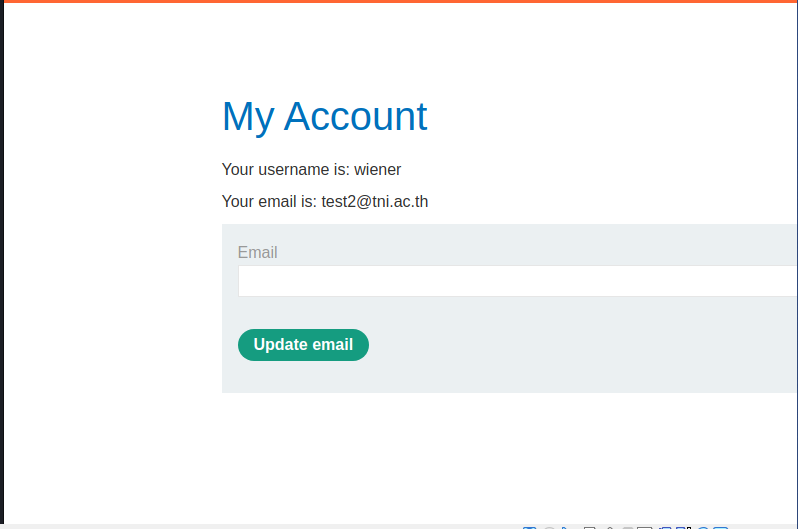 My Account
Your username is: wiener
Your email is: test2@tni.ac.th
Email
Update email